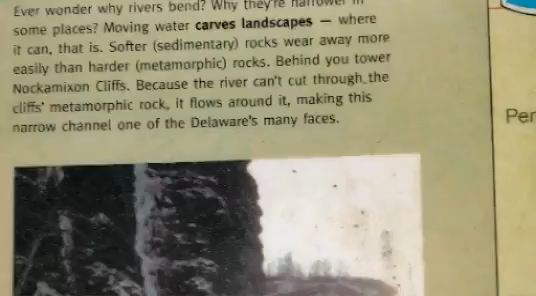 Ever wonder why rivers bend? Why they're narrower in
some places? Moving water carves landscapes — where
it can, that is. Softer (sedimentary) rocks wear away more
easily than harder (metamorphic) rocks. Behind you tower
Nockamixon Cliffs. Because the river can't cut through the
cliffs' metamorphic rock, it flows around it, making this
narrow channel one of the Delaware's many faces.
Per